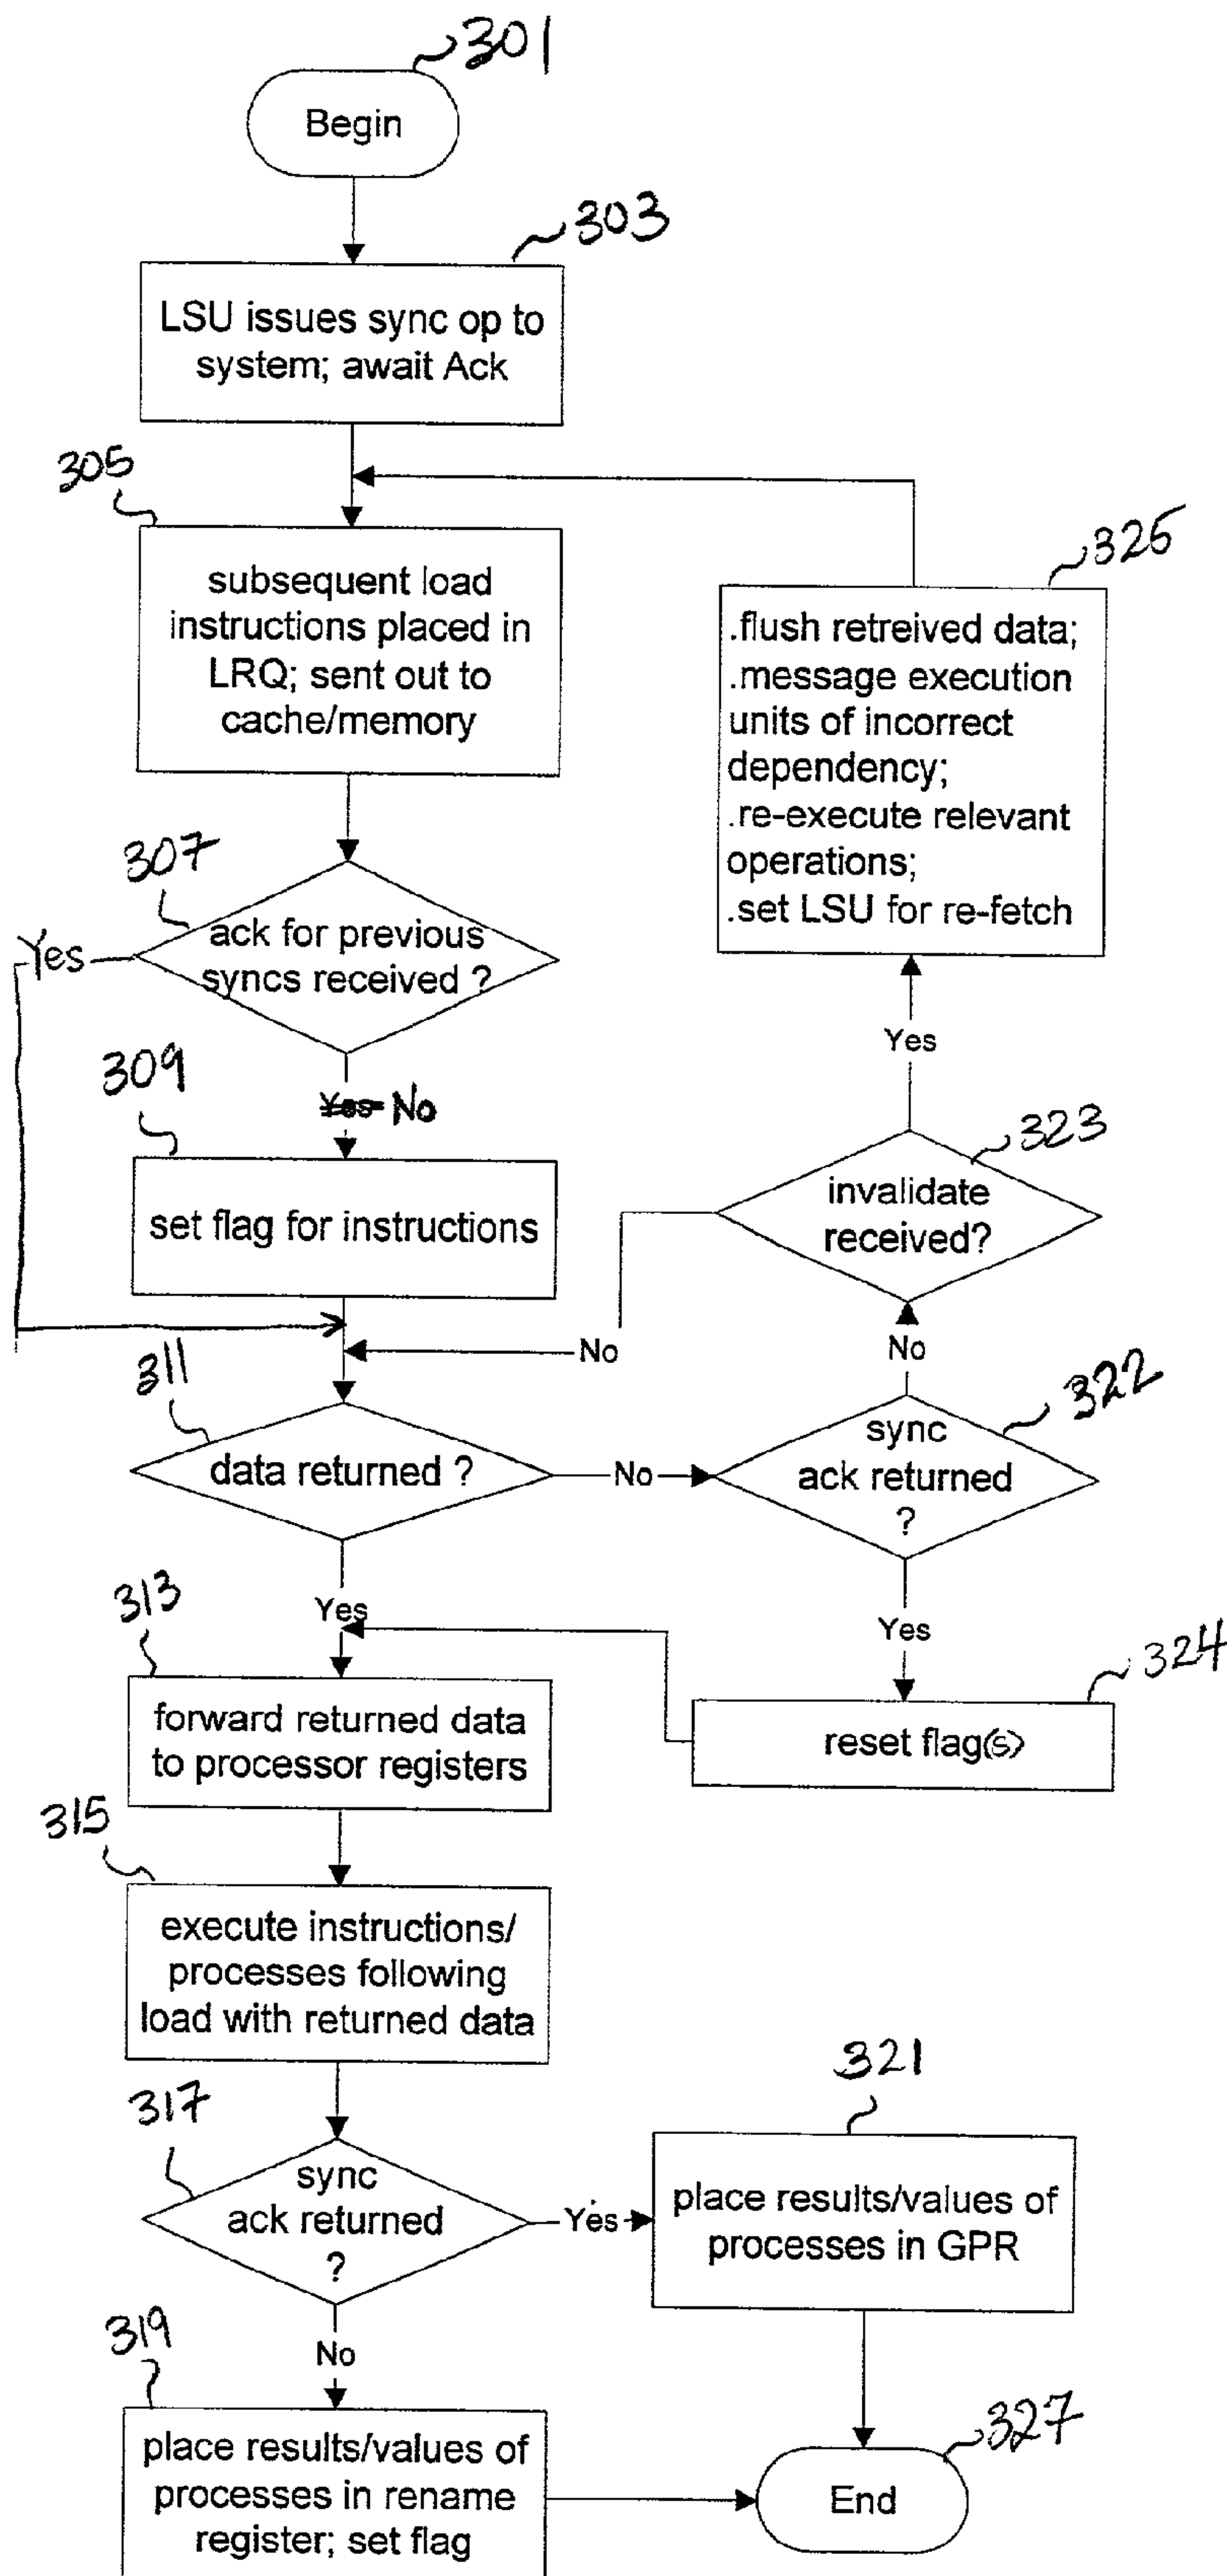 301
Begin
303
LSU issues sync op to
system; await Ack
305
subsequent load
instructions placed in
LRQ; sent out to
cache/memory
325
.flush retreived data;
.message execution
units of incorrect
dependency;
.re-execute relevant
operations;
.set LSU for re-fetch
307
ack for previous
syncs received ?
Yes
Yes No
309
set flag for instructions
Yes
323
invalidate
received?
No
No
311
data returned ?
No
322
sync
ack returned
?
Yes
Yes
313
forward returned data
to processor registers
324
reset flag(s)
315
execute instructions/
processes following
load with returned data
317
sync
ack returned
?
Yes
321
place results/values of
processes in GPR
No
319
place results/values of
processes in rename
register; set flag
327
End